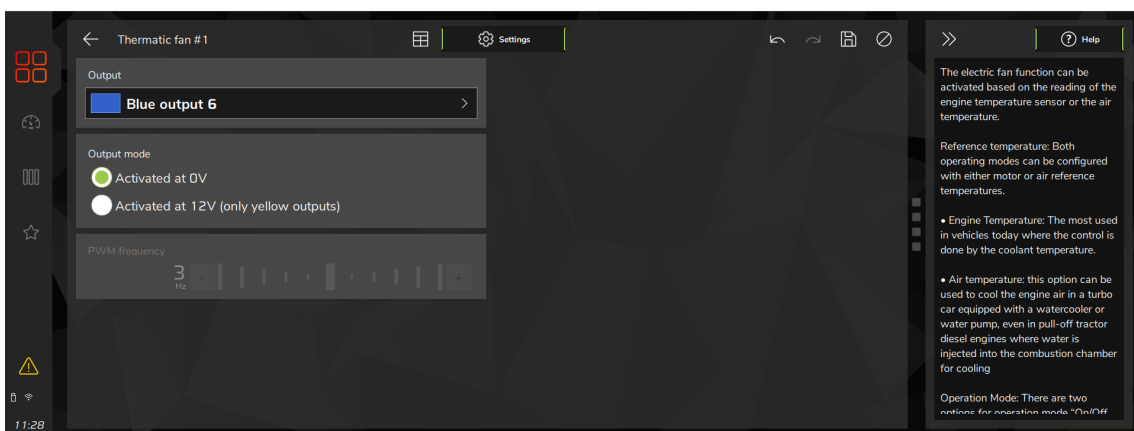 Thermatic fan #1
Settings
Help
Output
Blue output 6
Output mode
Activated at 0V
Activated at 12V (only yellow outputs)
PWM frequency
3
Hz
-
+
11:28
The electric fan function can be
activated based on the reading of the
engine temperature sensor or the air
temperature.
Reference temperature: Both
operating modes can be configured
with either motor or air reference
temperatures.
• Engine Temperature: The most used
in vehicles today where the control is
done by the coolant temperature.
• Air temperature: this option can be
used to cool the engine air in a turbo
car equipped with a watercooler or
water pump, even in pull-off tractor
diesel engines where water is
injected into the combustion chamber
for cooling
Operation Mode: There are two
options for operation mode "On/Off